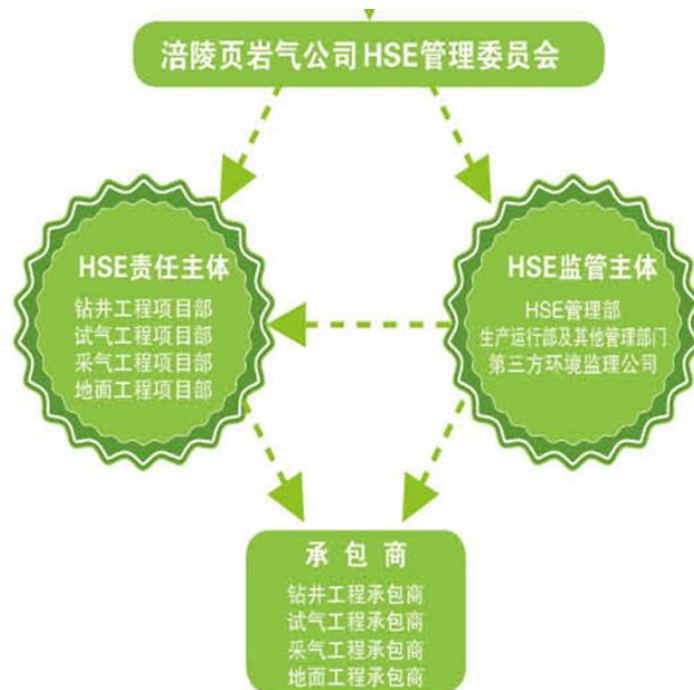 涪陵页岩气公司HSE管理委员会
HSE责任主体
钻井工程项目部
试气工程项目部
采气工程项目部
地面工程项目部
HSE监管主体
HSE管理部
生产运行部及其他管理部门
第三方环境监理公司
承包商
钻井工程承包商
试气工程承包商
采气工程承包商
地面工程承包商